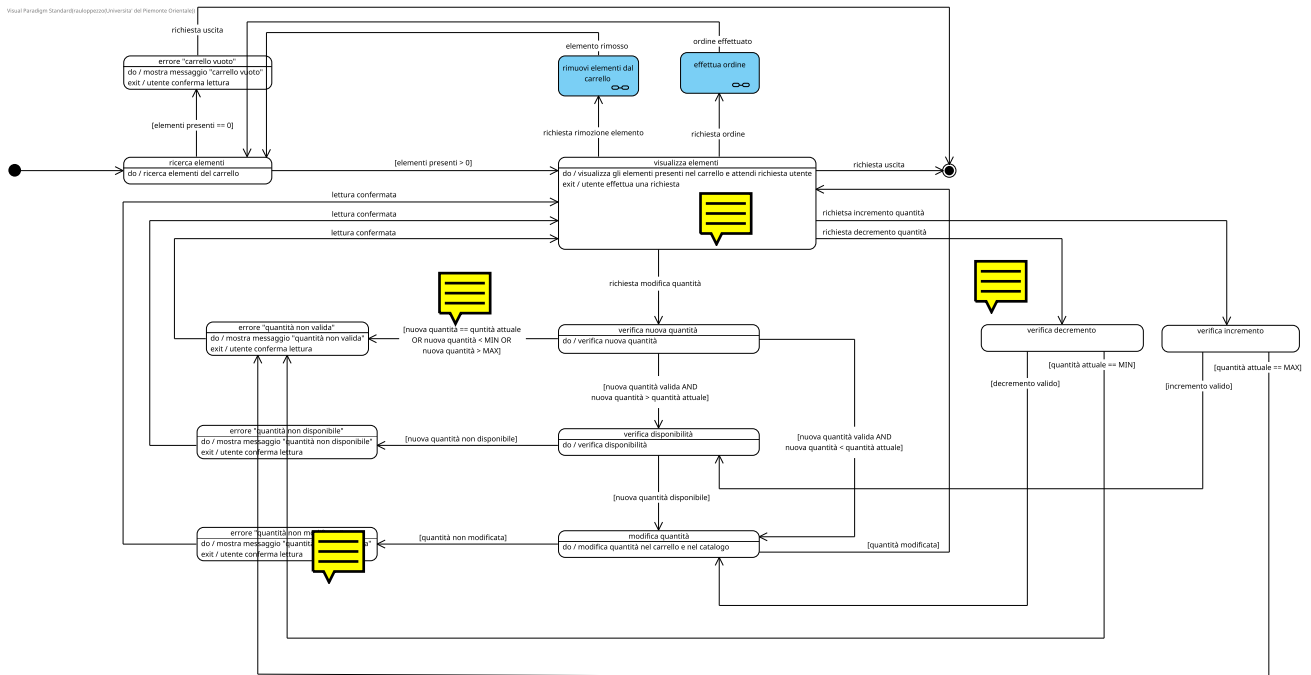 Visual Paradigm Standard(rauloppezzo(Universita' del Piemonte Orientale))
richiesta uscita
errore "carrello vuoto"
do / mostra messaggio "carrello vuoto"
exit / utente conferma lettura
elemento rimosso
ordine effettuato
rimuovi elementi dal
carrello
effettua ordine
[elementi presenti == 0]
richiesta rimozione elemento
richiesta ordine
ricerca elementi
do / ricerca elementi del carrello
[elementi presenti > 0]
visualizza elementi
do / visualizza gli elementi presenti nel carrello e attendi richiesta utente
exit / utente effettua una richiesta
richiesta uscita
lettura confermata
lettura confermata
lettura confermata
richietsa incremento quantità
richiesta decremento quantità
richiesta modifica quantità
errore "quantità non valida"
do / mostra messaggio "quantità non valida"
exit / utente conferma lettura
[nuova quantità == quntità attuale
OR nuova quantità < MIN OR
nuova quantità > MAX]
verifica nuova quantità
do / verifica nuova quantità
verifica decremento
verifica incremento
[quantità attuale == MIN]
[quantità attuale == MAX]
[decremento valido]
[incremento valido]
[nuova quantità valida AND
nuova quantità > quantità attuale]
errore "quantità non disponibile"
do / mostra messaggio "quantità non disponibile"
exit / utente conferma lettura
[nuova quantità non disponibile]
verifica disponibilità
do / verifica disponibilità
[nuova quantità valida AND
nuova quantità < quantità attuale]
[nuova quantità disponibile]
errore "quantità non
do / mostra messaggio
exit / utente conferma lettura
[quantità non modificata]
modifica quantità
do / modifica quantità nel carrello e nel catalogo
[quantità modificata]